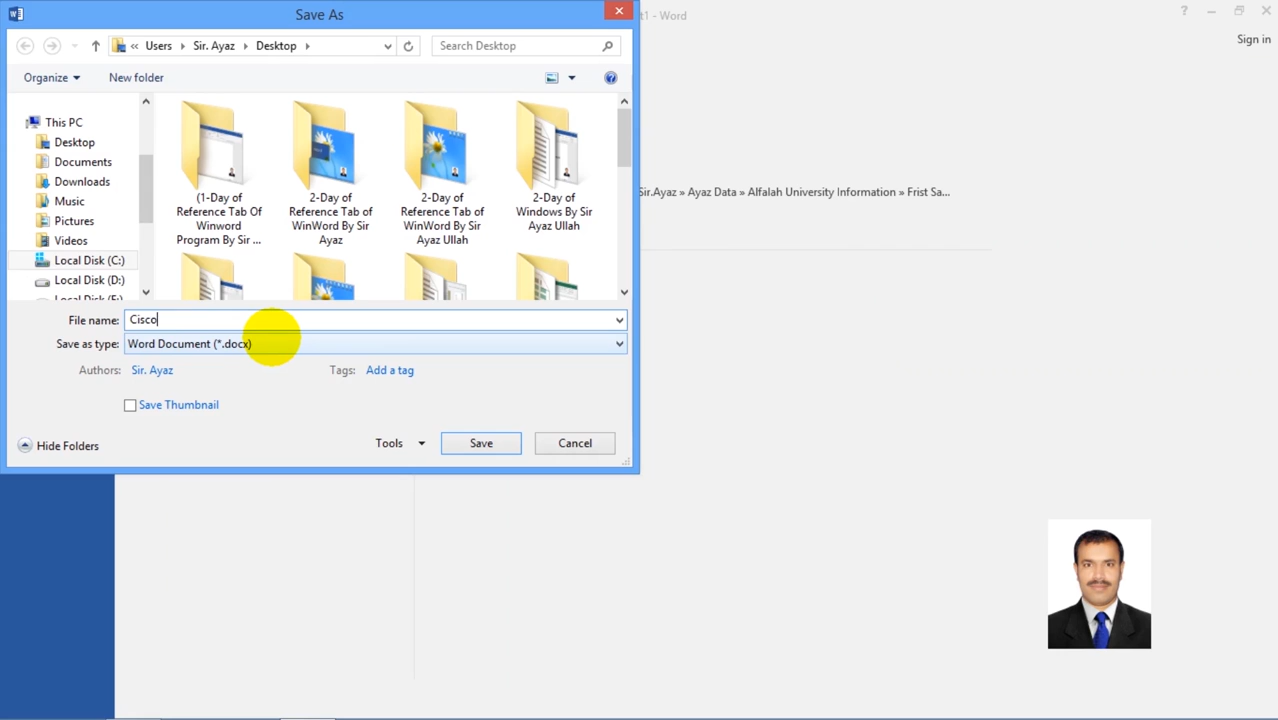 Save As
t1 - Word
Sign in
« Users Sir. Ayaz Desktop
Search Desktop
Organize
New folder
This PC
Desktop
Documents
Downloads
Music
Pictures
Videos
Local Disk (C:)
Local Disk (D:)
(1-Day of
Reference Tab Of
Winword
Program By Sir ...
2-Day of
Reference Tab of
WinWord By Sir
Ayaz
2-Day of
Reference Tab of
WinWord By Sir
Ayaz Ullah
2-Day of
Windows By Sir
Ayaz Ullah
Sir.Ayaz » Ayaz Data » Alfalah University Information » Frist Sa...
File name: Cisco
Save as type: Word Document (*.docx)
Authors: Sir. Ayaz
Tags: Add a tag
Save Thumbnail
Hide Folders
Tools
Save
Cancel